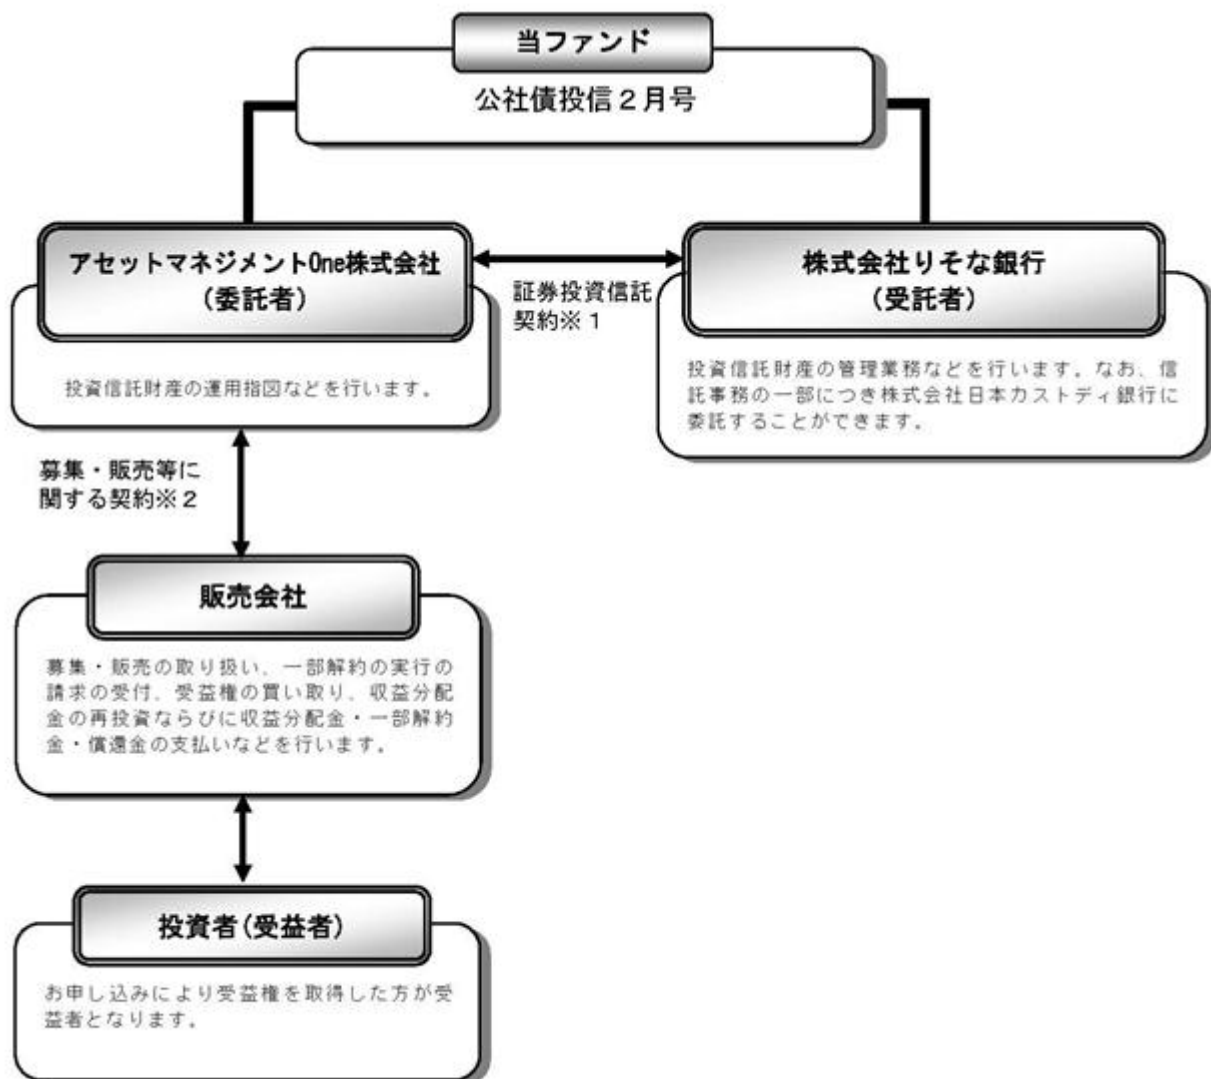 当ファンド
公社債投信２月号
アセットマネジメントOne株式会社
（委託者）
投資信託財産の運用指図などを行います。
証券投資信託
契約※１
株式会社りそな銀行
（受託者）
投資信託財産の管理業務などを行います。なお、信
託事務の一部につき株式会社日本カストディ銀行に
委託することができます。
募集・販売等に
関する契約※２
販売会社
募集・販売の取り扱い、一部解約の実行の
請求の受付、受益権の買い取り、収益分配
金の再投資ならびに収益分配金・一部解約
金・償還金の支払いなどを行います。
投資者(受益者)
お申し込みにより受益権を取得した方が受
益者となります。